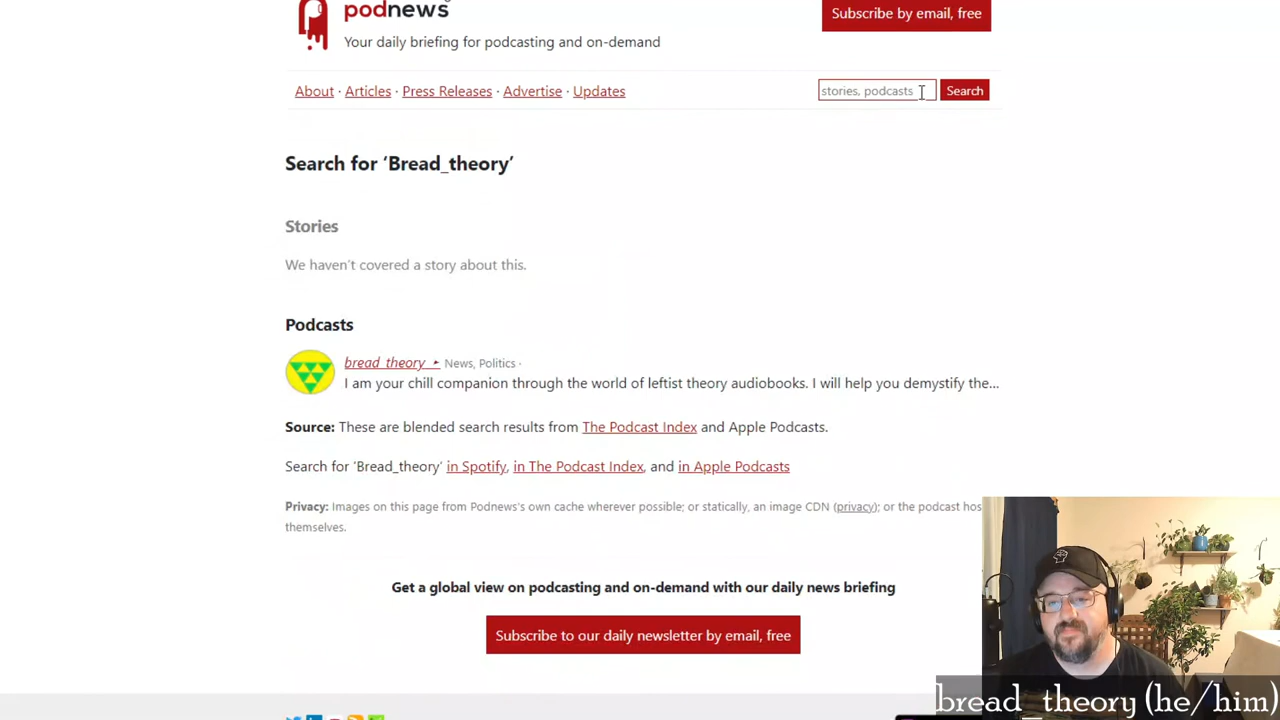 podnews
Subscribe by email, free
Your daily briefing for podcasting and on-demand
About · Articles · Press Releases · Advertise · Updates
stories, podcasts
Search
Search for ‘Bread_theory’
Stories
We haven't covered a story about this.
Podcasts
bread_theory ▸ News, Politics ·
I am your chill companion through the world of leftist theory audiobooks. I will help you demystify the...
Source: These are blended search results from The Podcast Index and Apple Podcasts.
Search for ‘Bread_theory’ in Spotify, in The Podcast Index, and in Apple Podcasts
Privacy: Images on this page from Podnews's own cache wherever possible; or statically, an image CDN (privacy); or the podcast hos
themselves.
Get a global view on podcasting and on-demand with our daily news briefing
Subscribe to our daily newsletter by email, free
bread_theory (he/him)